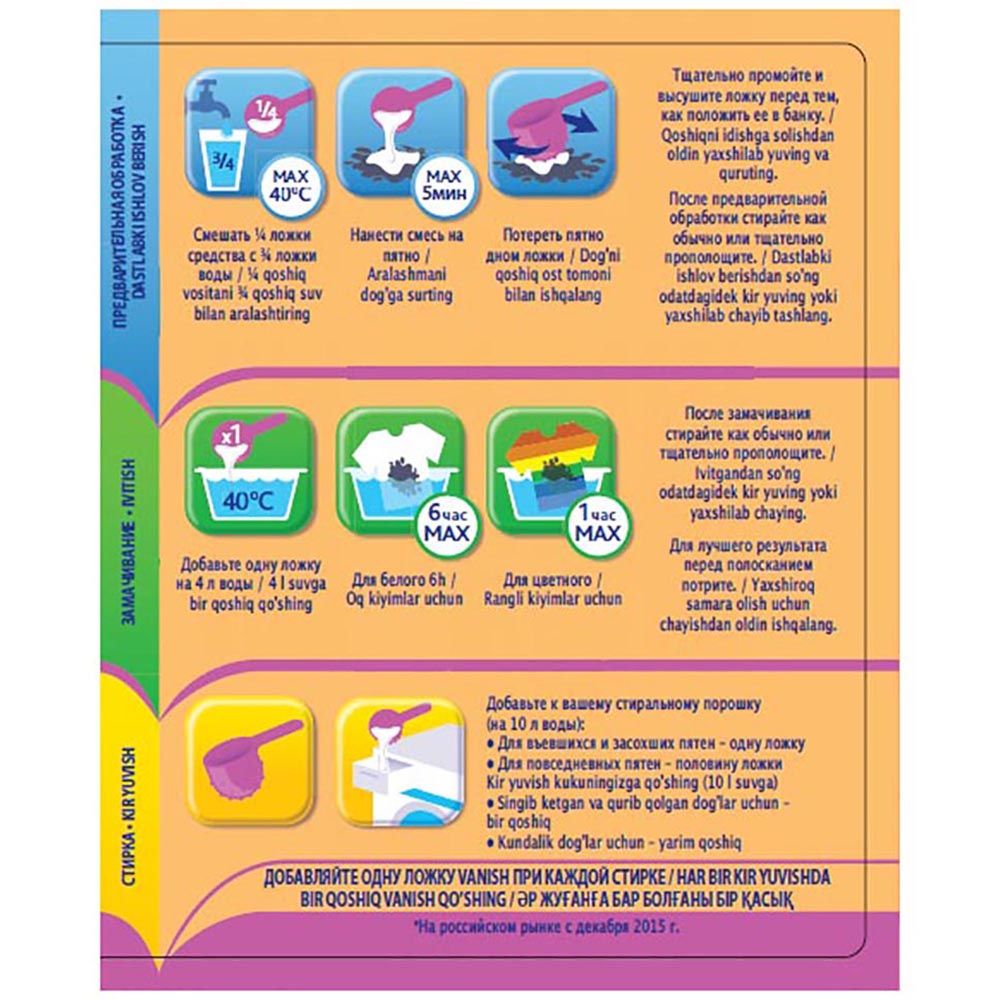 ПРЕДВАРИТЕЛЬНАЯ ОБРАБОТКА •
DASTLABKI ISHLOV BERISH
1/4
3/4
MAX
40°C
MAX
5МИН
Смешать ¼ ложки
средства с ¾ ложки
воды / ¼ qoshiq
vositani ¾ qoshiq suv
bilan aralashtiring
Нанести смесь на
пятно /
Aralashmani
dog'ga surting
Потереть пятно
дном ложки / Dog'ni
qoshiq ost tomoni
bilan ishqalang
Тщательно промойте и
высушите ложку перед тем,
как положить ее в банку. /
Qoshiqni idishga solishdan
oldin yaxshilab yuving va
quruting.
После предварительной
обработки стирайте как
обычно или тщательно
прополощите. / Dastlabki
ishlov berishdan so'ng
odatdagidek kir yuving yoki
yaxshilab chayib tashlang.
ЗАМАЧИВАНИЕ • IVITISH
x1
40°C
6час
MAX
1час
MAX
Добавьте одну ложку
на 4 л воды / 4 l suvga
bir qoshiq qo'shing
Для белого 6h /
Oq kiyimlar uchun
Для цветного /
Rangli kiyimlar uchun
После замачивания
стирайте как обычно или
тщательно прополощите. /
Ivitgandan so'ng
odatdagidek kir yuving yoki
yaxshilab chaying.
Для лучшего результата
перед полосканием
потрите. / Yaxshiroq
samara olish uchun
chayishdan oldin ishqalang.
СТИРКА • KIR YUVISH
Добавьте к вашему стиральному порошку
(на 10 л воды):
• Для въевшихся и засохших пятен – одну ложку
• Для повседневных пятен – половину ложки
Kir yuvish kukuningizga qo'shing (10 l suvga)
• Singib ketgan va qurib qolgan dog'lar uchun –
bir qoshiq
• Kundalik dog'lar uchun – yarim qoshiq
ДОБАВЛЯЙТЕ ОДНУ ЛОЖКУ VANISH ПРИ КАЖДОЙ СТИРКЕ / HAR BIR KIR YUVISHDA
BIR QOSHIQ VANISH QO'SHING / ӘР ЖУҒАНҒА БАР БОЛҒАНЫ БІР ҚАСЫҚ
*На российском рынке с декабря 2015 г.